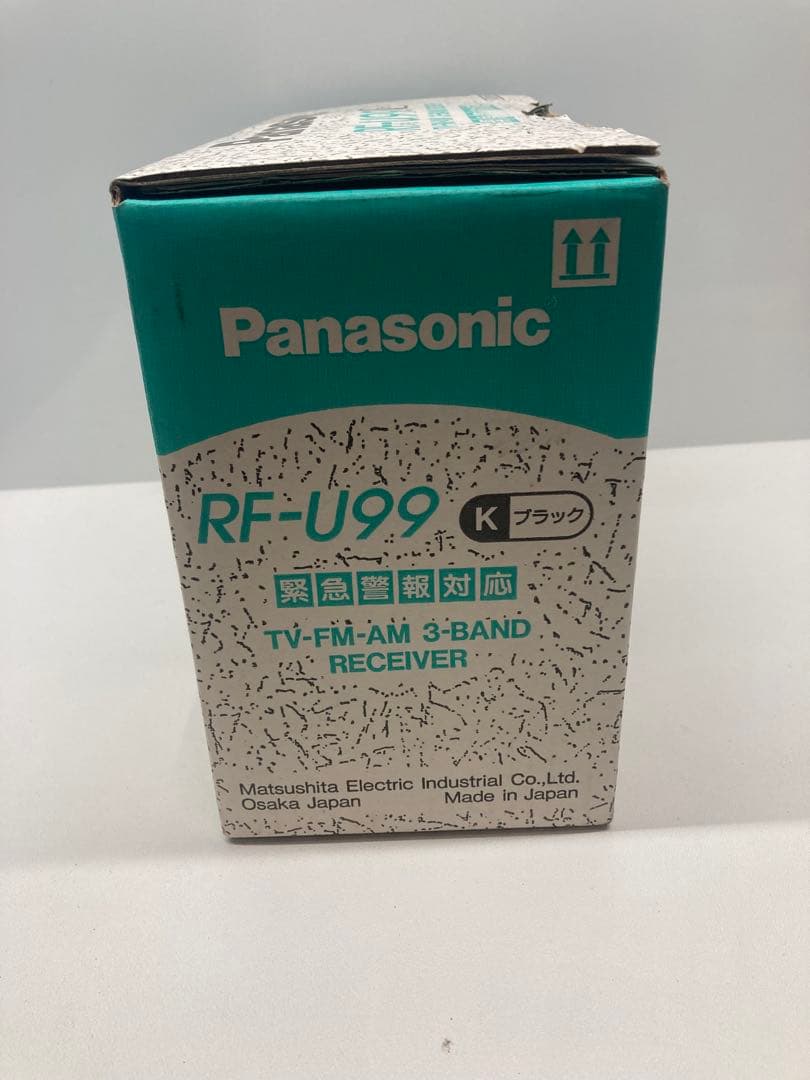 Panasonic
RF-U99 K ブラック
緊急警報対応
TV-FM-AM 3-BAND
RECEIVER
Matsushita Electric Industrial Co.,Ltd.
Osaka Japan Made in Japan